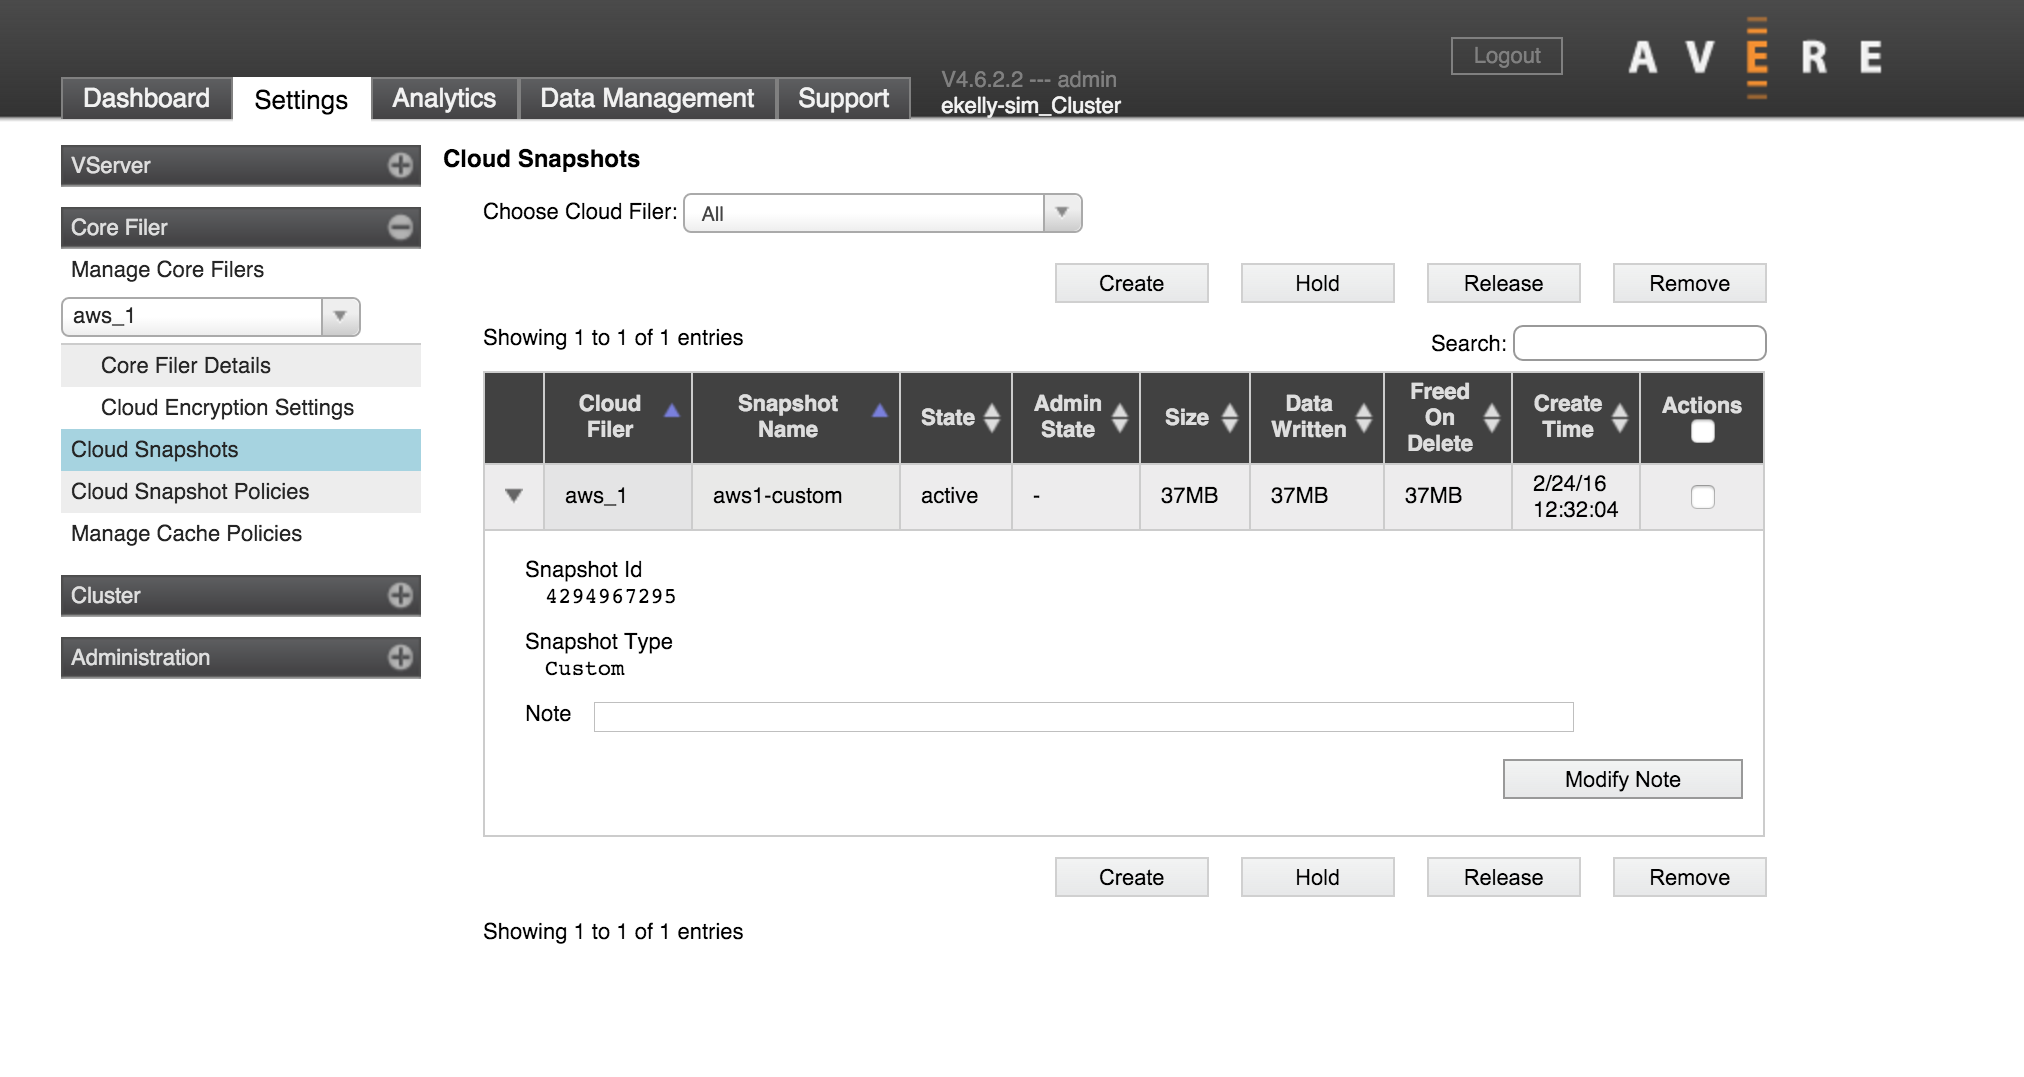 Logout
AVERE
V4.6.2.2 --- admin
Dashboard Settings Analytics Data Management Support ekelly-sim_Cluster
VServer
Core Filer
Manage Core Filers
aws_1
Core Filer Details
Cloud Encryption Settings
Cloud Snapshots
Cloud Snapshot Policies
Manage Cache Policies
Cluster
Administration
Cloud Snapshots
Choose Cloud Filer: All
Create Hold Release Remove
Showing 1 to 1 of 1 entries Search:
Cloud Filer Snapshot Name State Admin State Size Data Written Freed On Delete Create Time Actions
aws_1 aws1-custom active - 37MB 37MB 37MB 2/24/16 12:32:04
Snapshot Id
4294967295
Snapshot Type
Custom
Note
Modify Note
Create Hold Release Remove
Showing 1 to 1 of 1 entries